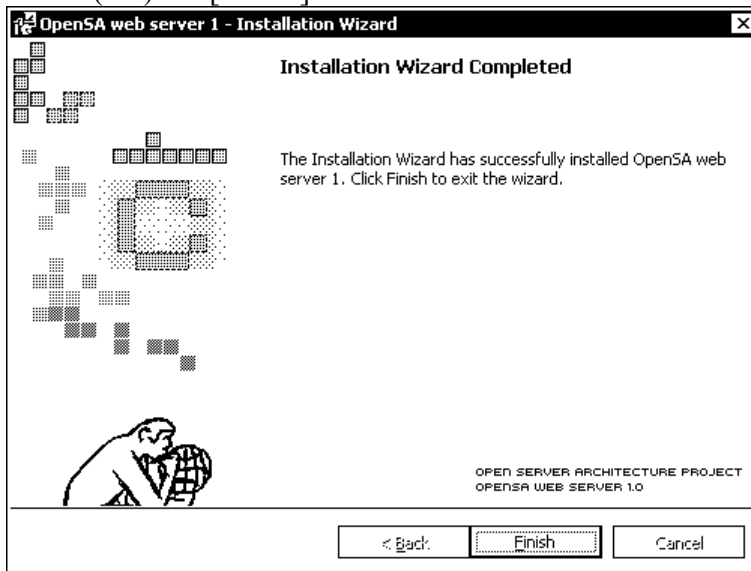 OpenSA web server 1 - Installation Wizard
Installation Wizard Completed
The Installation Wizard has successfully installed OpenSA web
server 1. Click Finish to exit the wizard.
OPEN SERVER ARCHITECTURE PROJECT
OPENSA WEB SERVER 1.0
< Back Finish Cancel